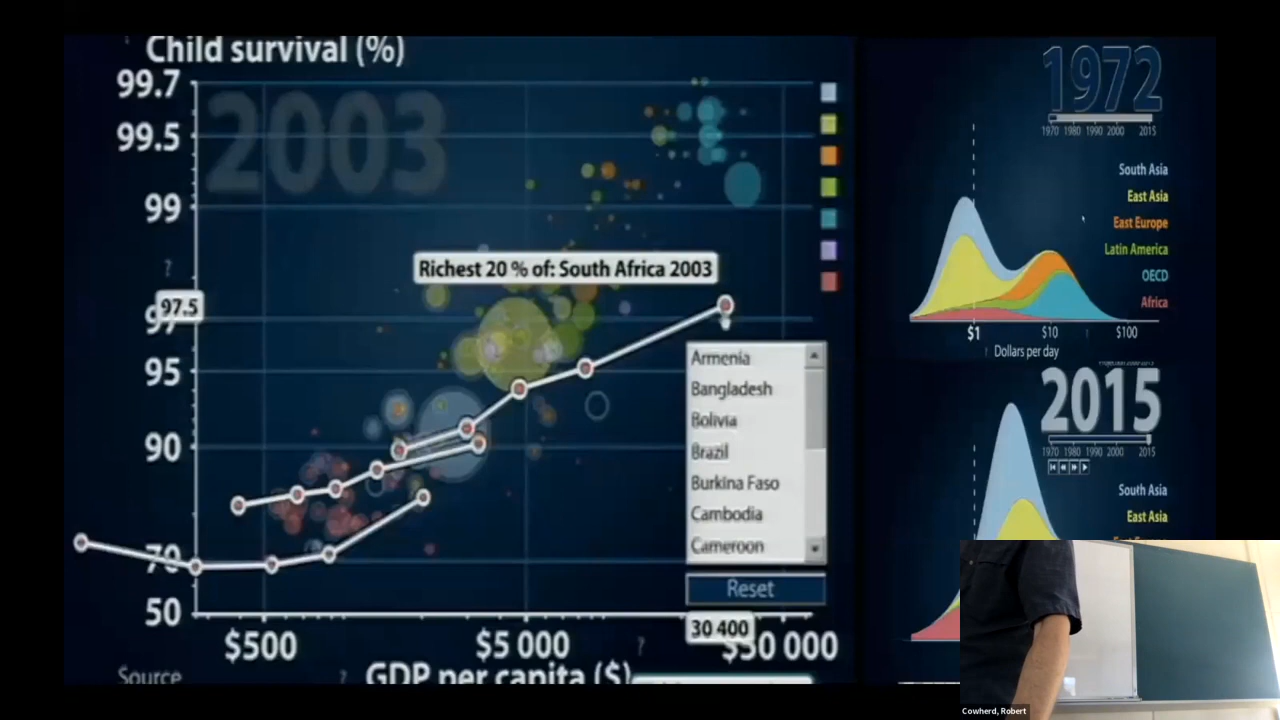 Child survival (%)
2003
99.7
99.5
99
97.5
97
95
90
70
50
Richest 20 % of: South Africa 2003
Armenia
Bangladesh
Bolivia
Brazil
Burkina Faso
Cambodia
Cameroon
Reset
30 400
$500
$5 000
$50 000
Source
?
GDP per capita ($)
1972
1970 1980 1990 2000 2015
South Asia
East Asia
East Europe
Latin America
OECD
Africa
$1 $10 $100
Dollars per day
2015
1970 1980 1990 2000 2015
South Asia
East Asia
Cowherd, Robert